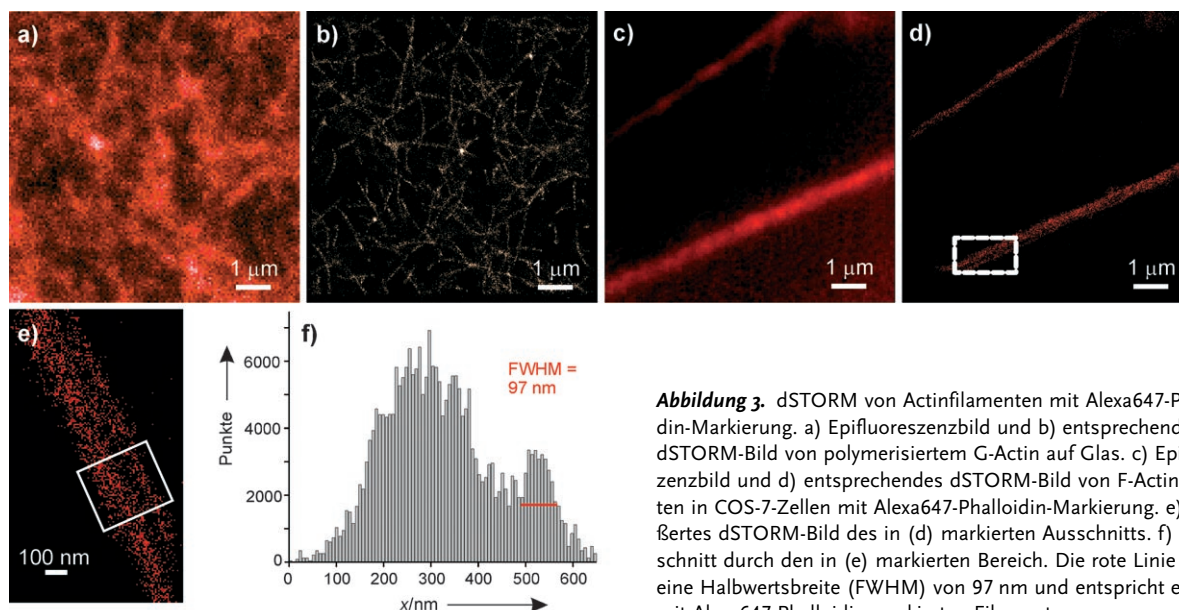 a)
1 µm
b)
1 µm
c)
1 µm
d)
1 µm
e)
100 nm
f)
Punkte
6000
4000
2000
0
FWHM =
97 nm
0 100 200 300 400 500 600
x/nm
Abbildung 3. dSTORM von Actinfilamenten mit Alexa647-P
din-Markierung. a) Epifluoreszenzbild und b) entsprechend
dSTORM-Bild von polymerisiertem G-Actin auf Glas. c) Epi
zenzbild und d) entsprechendes dSTORM-Bild von F-Actin
ten in COS-7-Zellen mit Alexa647-Phalloidin-Markierung. e)
ßertes dSTORM-Bild des in (d) markierten Ausschnitts. f)
schnitt durch den in (e) markierten Bereich. Die rote Linie
eine Halbwertsbreite (FWHM) von 97 nm und entspricht e